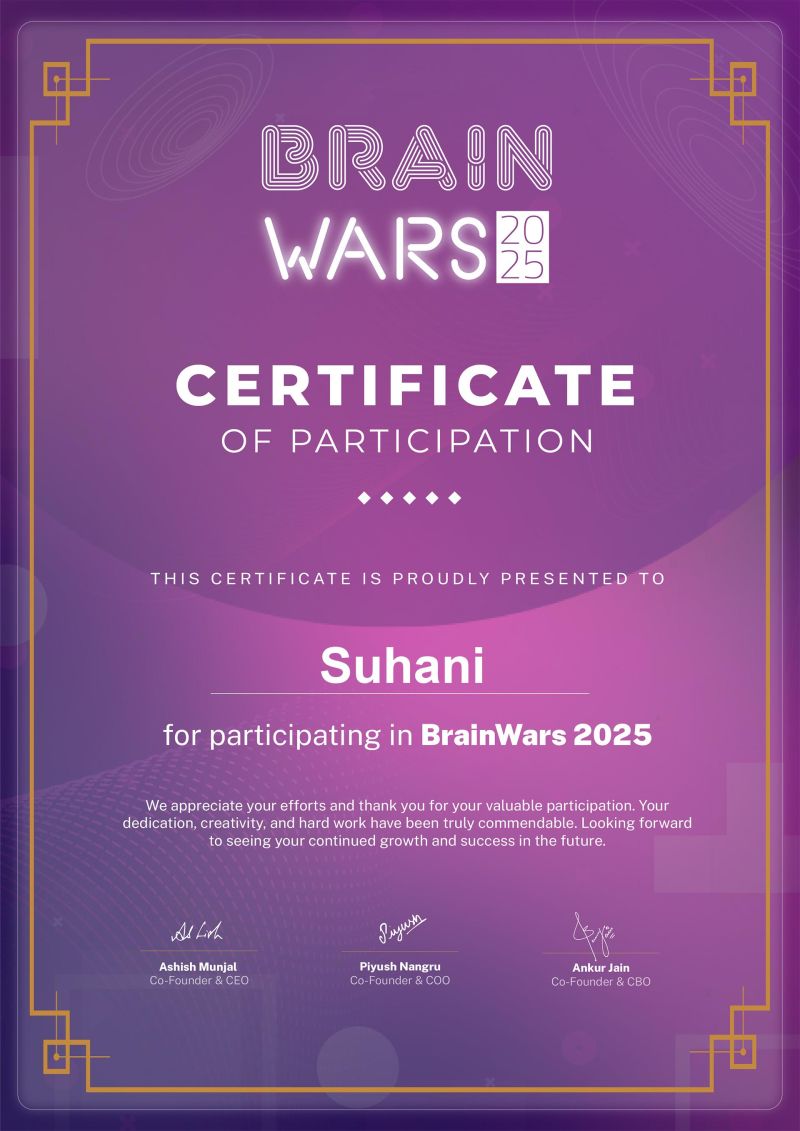 BRAIN
WARS 2025
CERTIFICATE
OF PARTICIPATION
THIS CERTIFICATE IS PROUDLY PRESENTED TO
Suhani
for participating in BrainWars 2025
We appreciate your efforts and thank you for your valuable participation. Your
dedication, creativity, and hard work have been truly commendable. Looking forward
to seeing your continued growth and success in the future.
Piyush
Ashish Munjal
Co-Founder & CEO
Piyush Nangru
Co-Founder & COO
Ankur Jain
Co-Founder & CBO